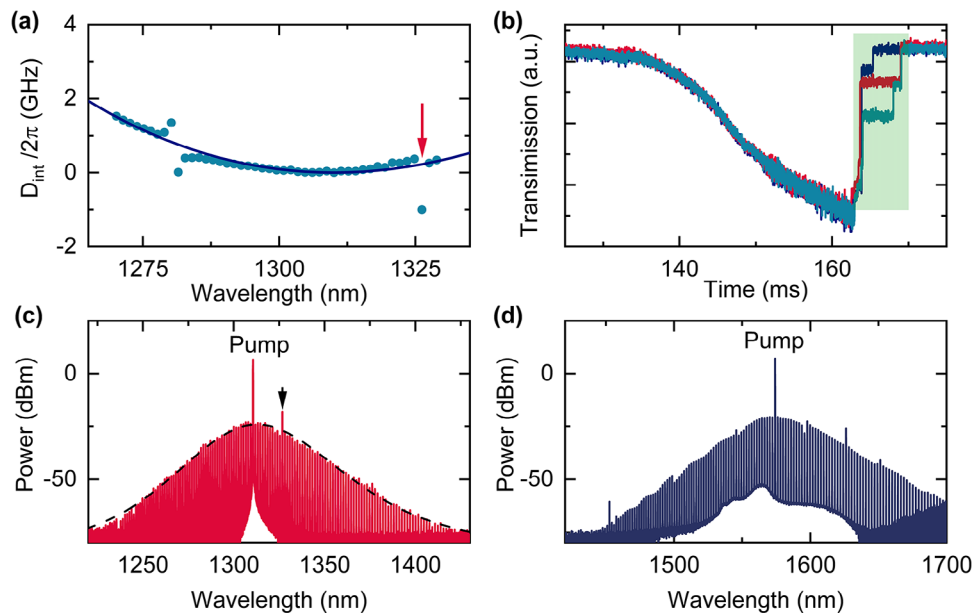 (a)
D_int/2π (GHz)
4
2
0
-2
1275 1300 1325
Wavelength (nm)
(b)
Transimission (a.u.)
140 160
Time (ms)
(c)
Pump
Power (dBm)
0
-50
1250 1300 1350 1400
Wavelength (nm)
(d)
Pump
Power (dBm)
0
-50
1500 1600 1700
Wavelength (nm)